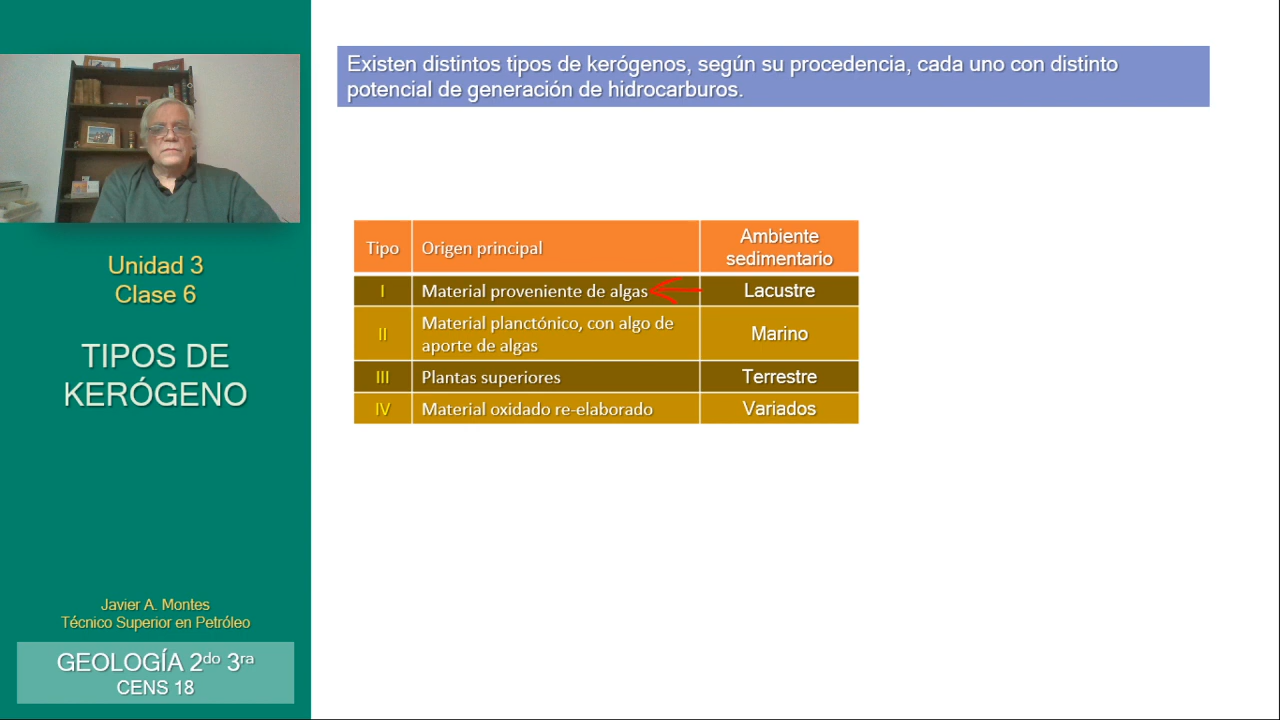 Existen distintos tipos de kerógenos, según su procedencia, cada uno con distinto
potencial de generación de hidrocarburos.
Unidad 3
Clase 6
TIPOS DE
KERÓGENO
Tipo Origen principal Ambiente sedimentario
I Material proveniente de algas Lacustre
II Material planctónico, con algo de aporte de algas Marino
III Plantas superiores Terrestre
IV Material oxidado re-elaborado Variados
Javier A. Montes
Técnico Superior en Petróleo
GEOLOGÍA 2do 3ra
CENS 18